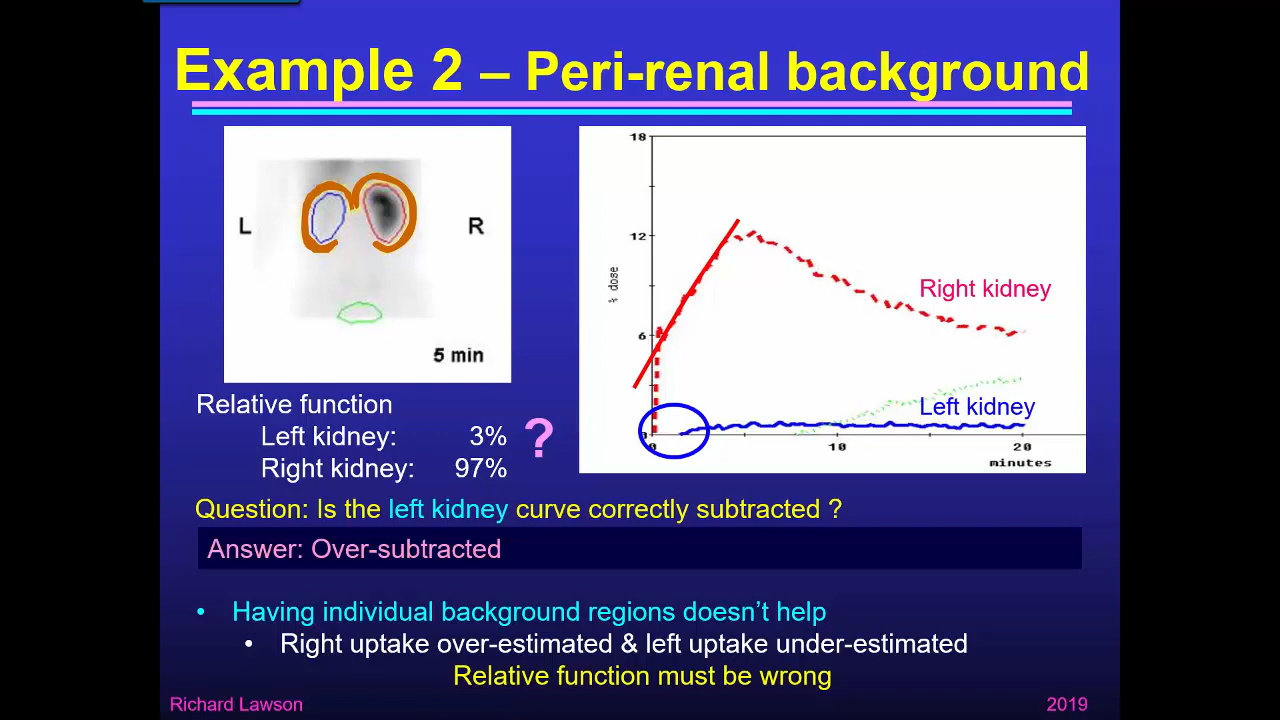 Example 2 – Peri-renal background
L
R
5 min
18
12
6
0
% dose
0
10
20
minutes
Right kidney
Left kidney
Relative function
Left kidney: 3%
Right kidney: 97%
?
Question: Is the left kidney curve correctly subtracted ?
Answer: Over-subtracted
• Having individual background regions doesn’t help
• Right uptake over-estimated & left uptake under-estimated
Relative function must be wrong
Richard Lawson
2019